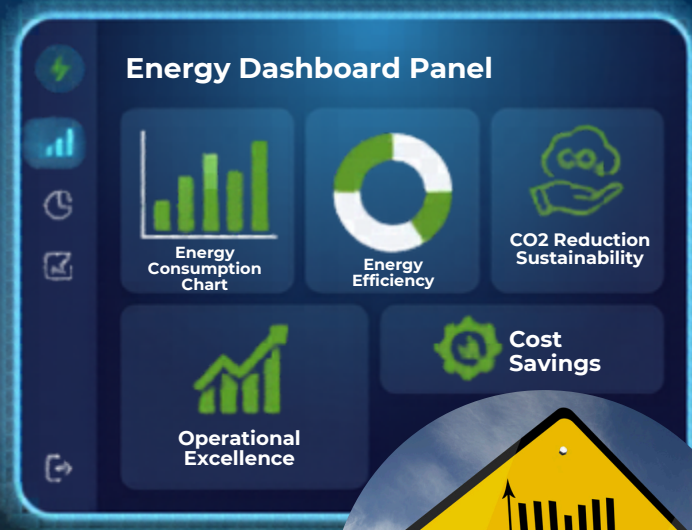 Energy Dashboard Panel
Energy
Consumption
Chart
Energy
Efficiency
CO2 Reduction
Sustainability
Operational
Excellence
Cost
Savings